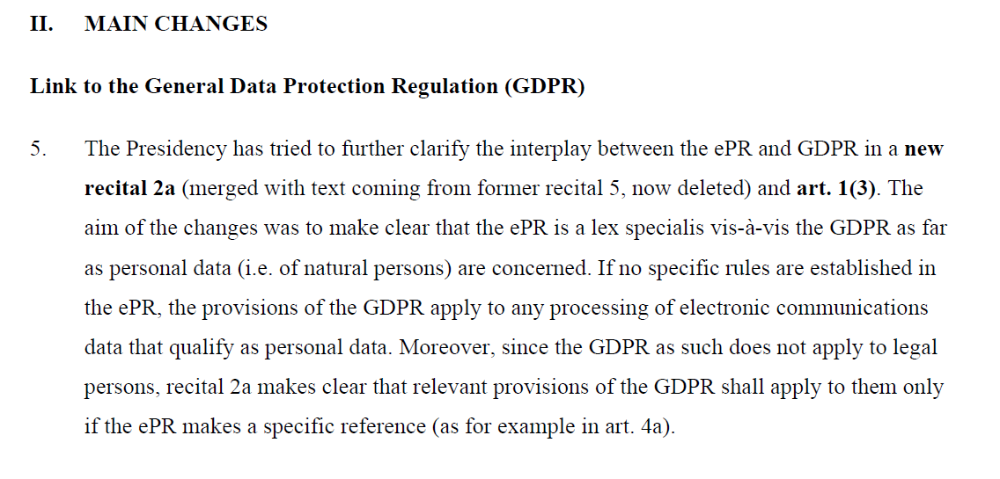 II. MAIN CHANGES
Link to the General Data Protection Regulation (GDPR)
5. The Presidency has tried to further clarify the interplay between the ePR and GDPR in a new
recital 2a (merged with text coming from former recital 5, now deleted) and art. 1(3). The
aim of the changes was to make clear that the ePR is a lex specialis vis-à-vis the GDPR as far
as personal data (i.e. of natural persons) are concerned. If no specific rules are established in
the ePR, the provisions of the GDPR apply to any processing of electronic communications
data that qualify as personal data. Moreover, since the GDPR as such does not apply to legal
persons, recital 2a makes clear that relevant provisions of the GDPR shall apply to them only
if the ePR makes a specific reference (as for example in art. 4a).